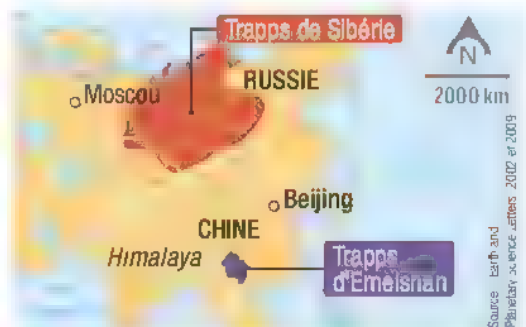 Trapps de Sibérie
N
RUSSIE
Moscou
2000 km
Beijing
CHINE
Himalaya
Trapps
d'Emeishan
Source Earth and
Planetary Science Letters 2002 et 2009